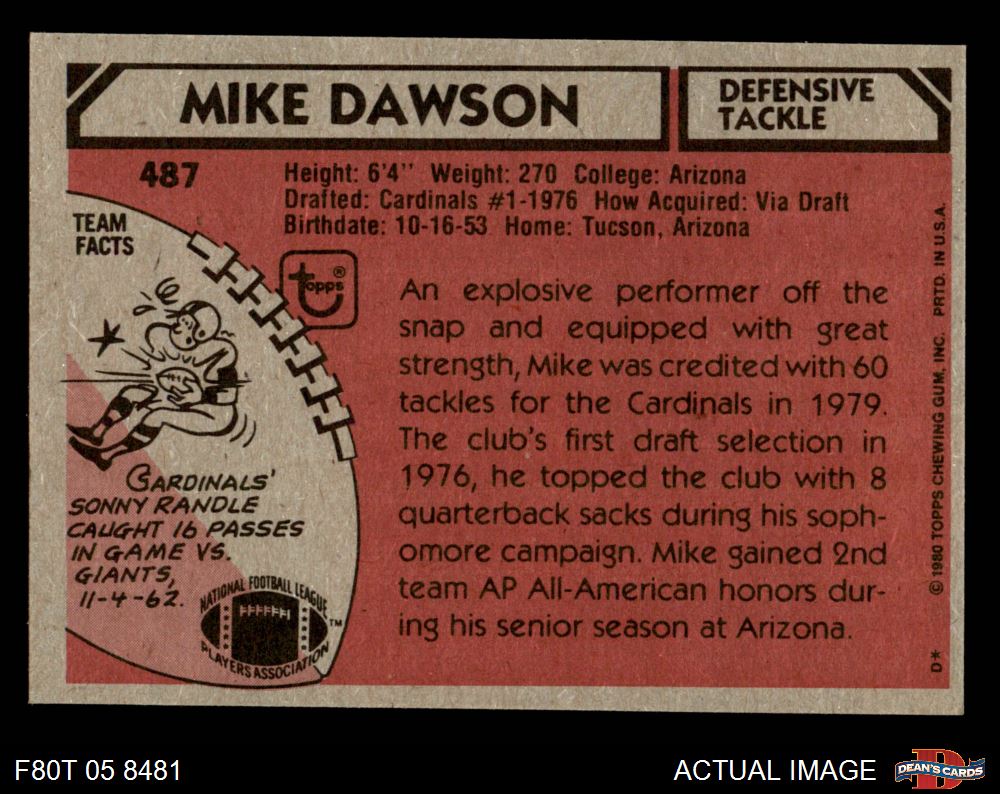 MIKE DAWSON
DEFENSIVE
TACKLE
487
Height: 6'4'' Weight: 270 College: Arizona
Drafted: Cardinals #1-1976 How Acquired: Via Draft
Birthdate: 10-16-53 Home: Tucson, Arizona
TEAM
FACTS
topps®
An explosive performer off the
snap and equipped with great
strength, Mike was credited with 60
tackles for the Cardinals in 1979.
The club's first draft selection in
1976, he topped the club with 8
quarterback sacks during his soph-
omore campaign. Mike gained 2nd
team AP All-American honors dur-
ing his senior season at Arizona.
CARDINALS'
SONNY RANDLE
CAUGHT 16 PASSES
IN GAME VS.
GIANTS,
11-4-62.
NATIONAL FOOTBALL LEAGUE
PLAYERS ASSOCIATION
TM
D* © 1980 TOPPS CHEWING GUM, INC. PRTD. IN U.S.A.
F80T 05 8481
ACTUAL IMAGE
DEAN'S CARDS